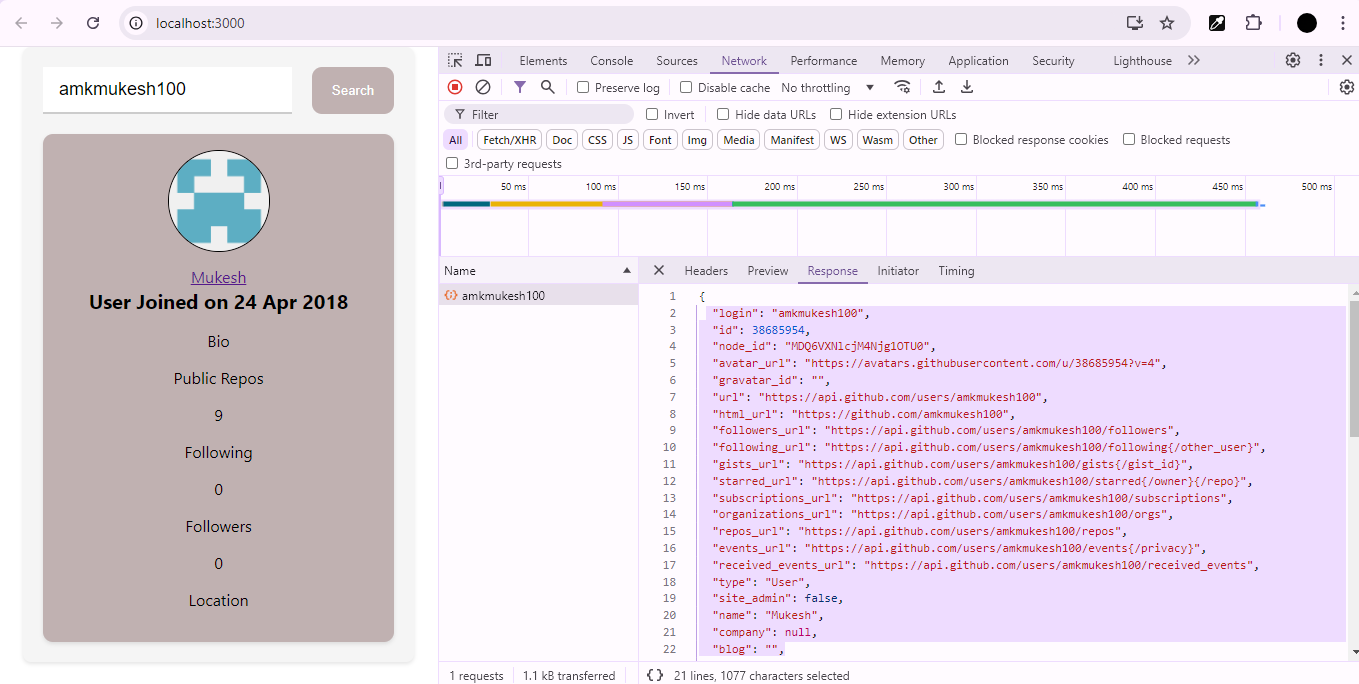 localhost:3000
amkmukesh100
Search
Mukesh
User Joined on 24 Apr 2018
Bio
Public Repos
9
Following
0
Followers
0
Location
Elements Console Sources Network Performance Memory Application Security Lighthouse
Preserve log Disable cache No throttling
Filter Invert Hide data URLs Hide extension URLs
All Fetch/XHR Doc CSS JS Font Img Media Manifest WS Wasm Other Blocked response cookies Blocked requests
3rd-party requests
50 ms 100 ms 150 ms 200 ms 250 ms 300 ms 350 ms 400 ms 450 ms 500 ms
Name
amkmukesh100
Headers Preview Response Initiator Timing
1 {
2 "login": "amkmukesh100",
3 "id": 38685954,
4 "node_id": "MDQ6VXNlcjM4Njg1OTU0",
5 "avatar_url": "https://avatars.githubusercontent.com/u/38685954?v=4",
6 "gravatar_id": "",
7 "url": "https://api.github.com/users/amkmukesh100",
8 "html_url": "https://github.com/amkmukesh100",
9 "followers_url": "https://api.github.com/users/amkmukesh100/followers",
10 "following_url": "https://api.github.com/users/amkmukesh100/following{/other_user}",
11 "gists_url": "https://api.github.com/users/amkmukesh100/gists{/gist_id}",
12 "starred_url": "https://api.github.com/users/amkmukesh100/starred{/owner}{/repo}",
13 "subscriptions_url": "https://api.github.com/users/amkmukesh100/subscriptions",
14 "organizations_url": "https://api.github.com/users/amkmukesh100/orgs",
15 "repos_url": "https://api.github.com/users/amkmukesh100/repos",
16 "events_url": "https://api.github.com/users/amkmukesh100/events{/privacy}",
17 "received_events_url": "https://api.github.com/users/amkmukesh100/received_events",
18 "type": "User",
19 "site_admin": false,
20 "name": "Mukesh",
21 "company": null,
22 "blog": "",
1 requests 1.1 kB transferred
{} 21 lines, 1077 characters selected